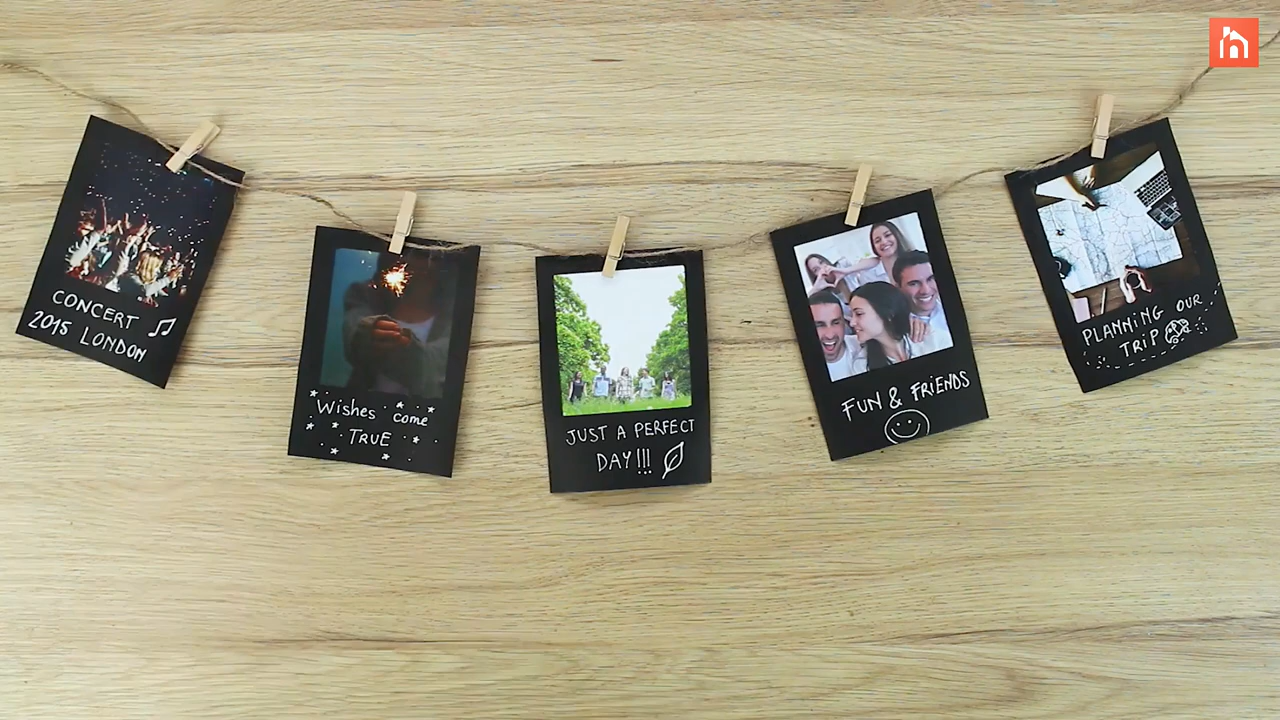 CONCERT
2015 LONDON
Wishes come
TRUE
JUST A PERFECT
DAY!!!
FUN & FRiENDS
PLANNING OUR
TRiP